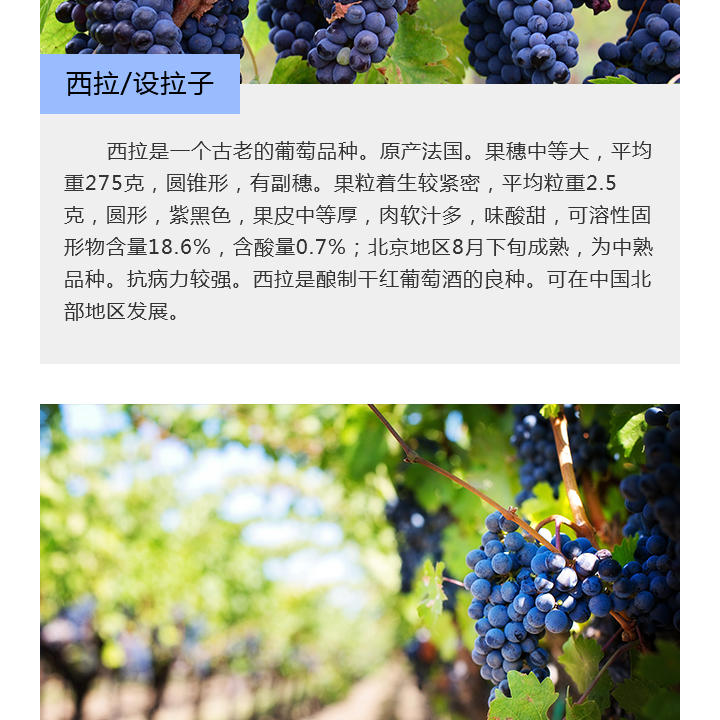 西拉/设拉子
西拉是一个古老的葡萄品种。原产法国。果穗中等大，平均
重275克，圆锥形，有副穗。果粒着生较紧密，平均粒重2.5
克，圆形，紫黑色，果皮中等厚，肉软汁多，味酸甜，可溶性固
形物含量18.6%，含酸量0.7%；北京地区8月下旬成熟，为中熟
品种。抗病力较强。西拉是酿制干红葡萄酒的良种。可在中国北
部地区发展。